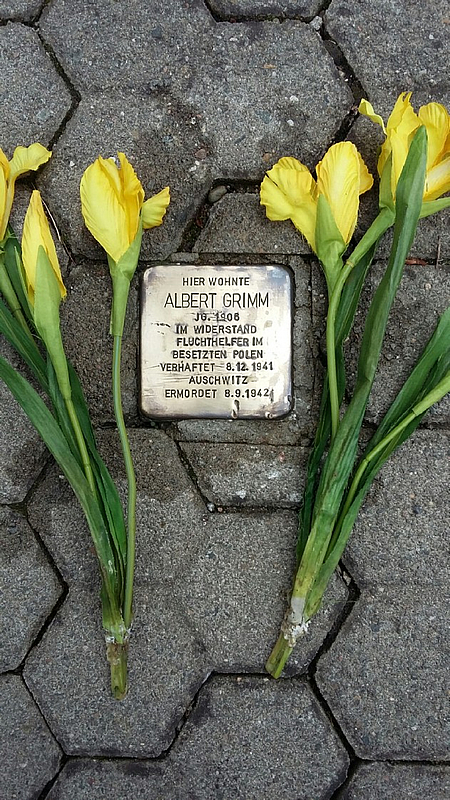 HIER WOHNTE
ALBERT GRIMM
JG. 1906
IM WIDERSTAND
FLUCHTHELFER IM
BESETZTEN POLEN
VERHAFTET 8.12.1941
AUSCHWITZ
ERMORDET 8.9.1942